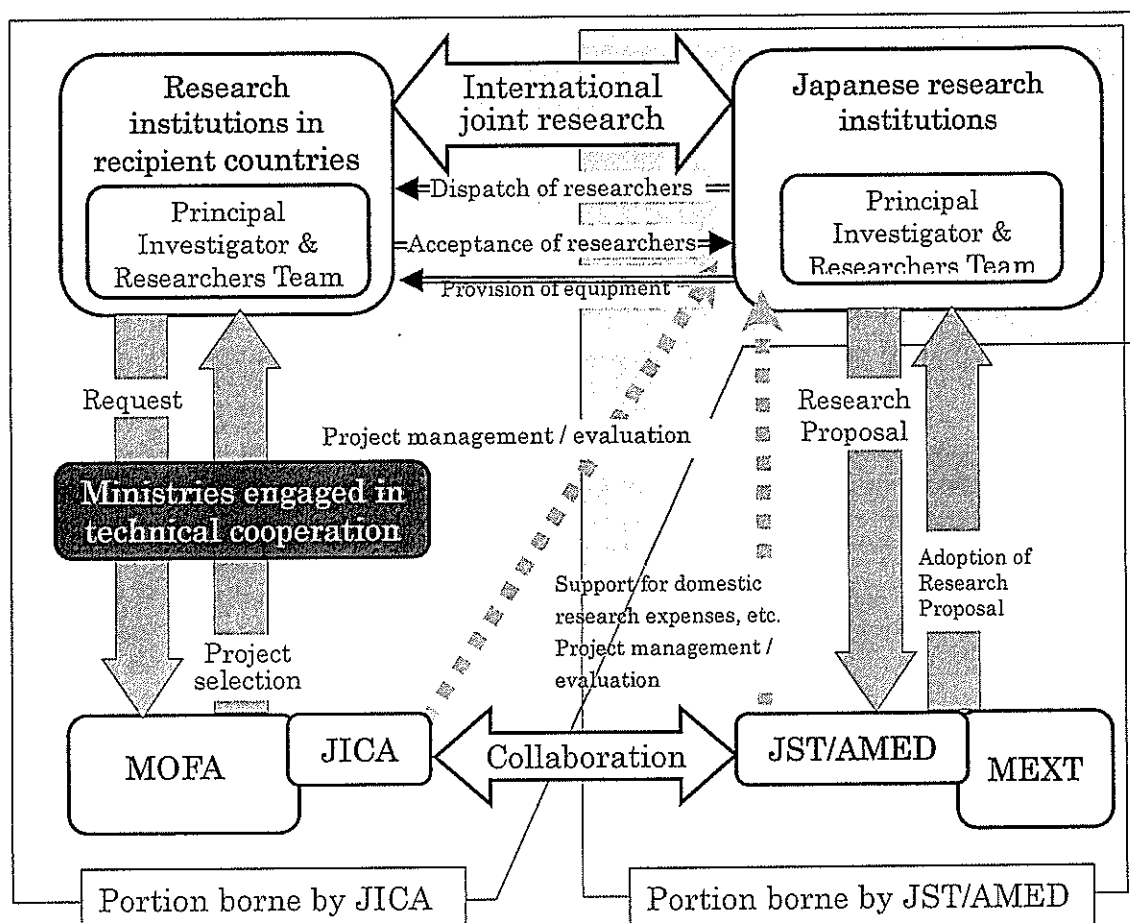 Research
institutions in
recipient countries
Principal
Investigator &
Researchers Team
International
joint research
Japanese research
institutions
Principal
Investigator &
Researchers Team
Dispatch of researchers
Acceptance of researchers
Provision of equipment
Request
Project management / evaluation
Research
Proposal
Ministries engaged in
technical cooperation
Adoption of
Research
Proposal
Support for domestic
research expenses, etc.
Project management /
evaluation
Project
selection
MOFA
JICA
Collaboration
JST/AMED
MEXT
Portion borne by JICA
Portion borne by JST/AMED